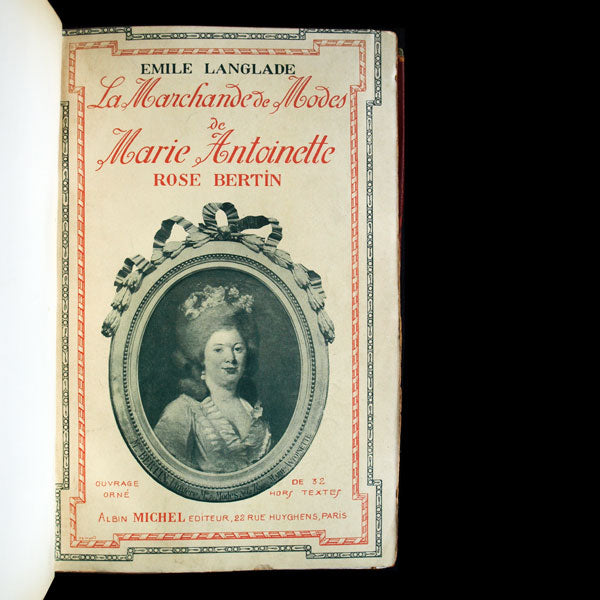 EMILE LANGLADE
La Marchande de Modes
de
Marie Antoinette
ROSE BERTIN
OUVRAGE DE 32
ORNÉ HORS TEXTES
ALBIN MICHEL EDITEUR, 22 RUE HUYGHENS, PARIS